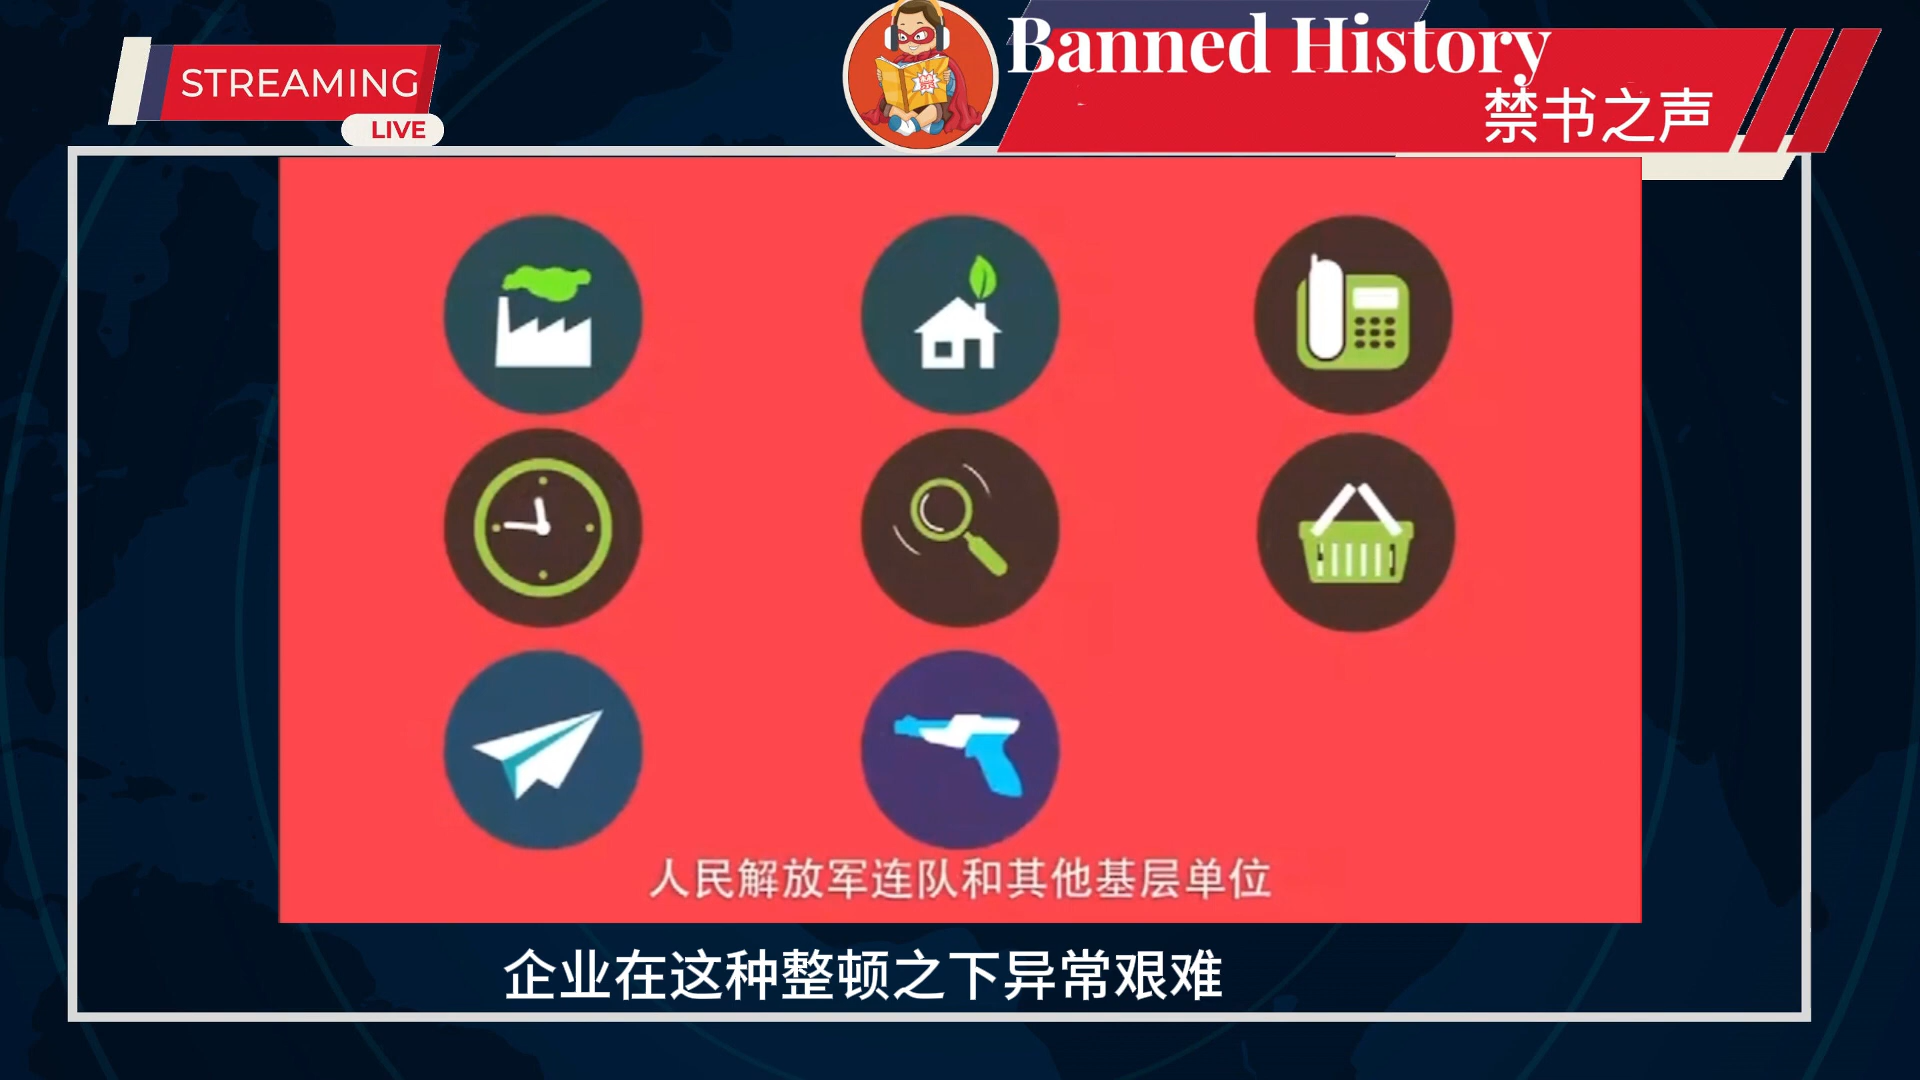 STREAMING
LIVE
Banned History
禁书之声
人民解放军连队和其他基层单位
企业在这种整顿之下异常艰难